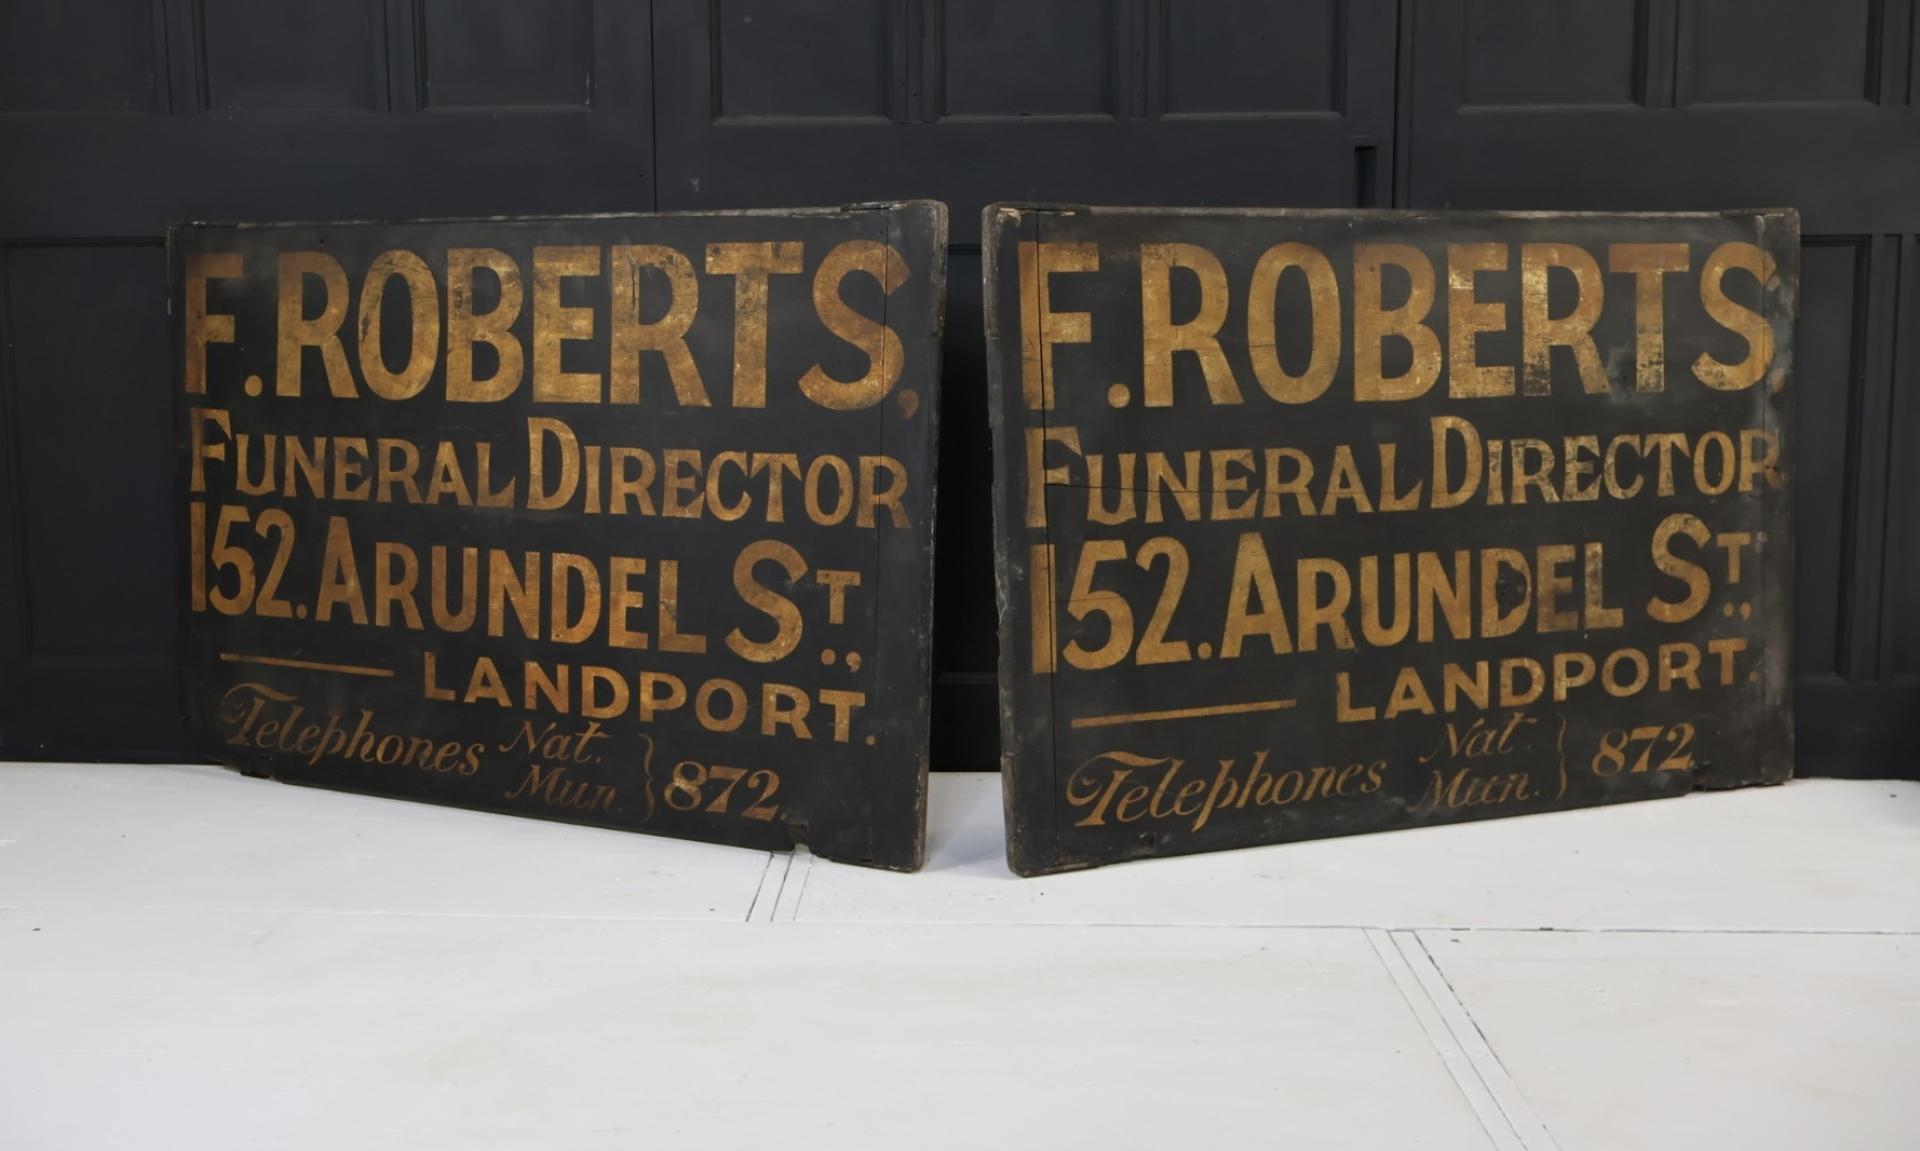 F. ROBERTS,
FUNERAL DIRECTOR
152. ARUNDEL ST.,
LANDPORT.
Telephones Nat. Mun. } 872.
F. ROBERTS,
FUNERAL DIRECTOR
152. ARUNDEL ST.,
LANDPORT.
Telephones Nat. Mun. } 872